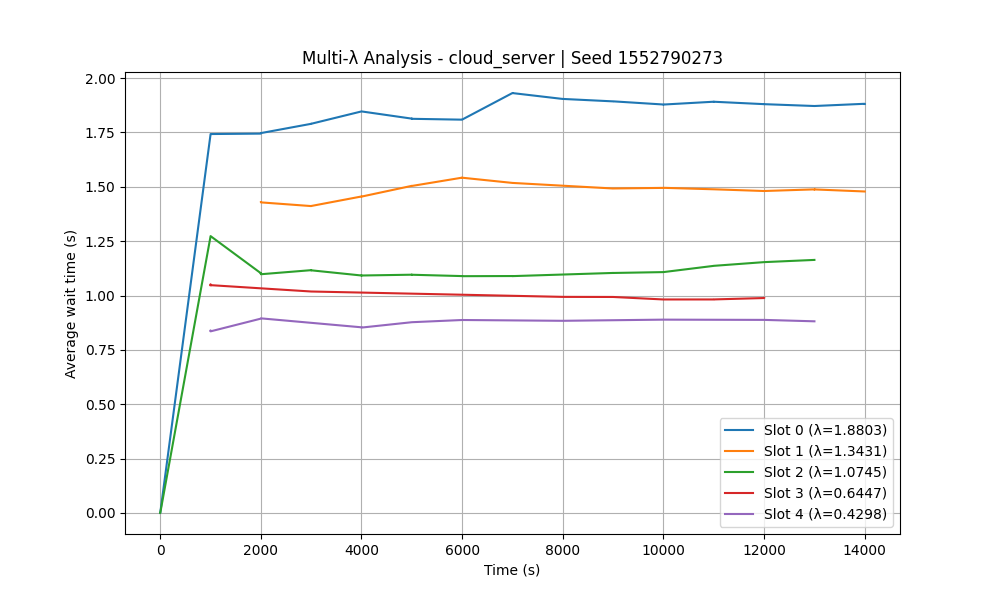 Multi-λ Analysis - cloud_server | Seed 1552790273
2.00
1.75
1.50
1.25
1.00
0.75
0.50
0.25
0.00
Average wait time (s)
Slot 0 (λ=1.8803)
Slot 1 (λ=1.3431)
Slot 2 (λ=1.0745)
Slot 3 (λ=0.6447)
Slot 4 (λ=0.4298)
0 2000 4000 6000 8000 10000 12000 14000
Time (s)